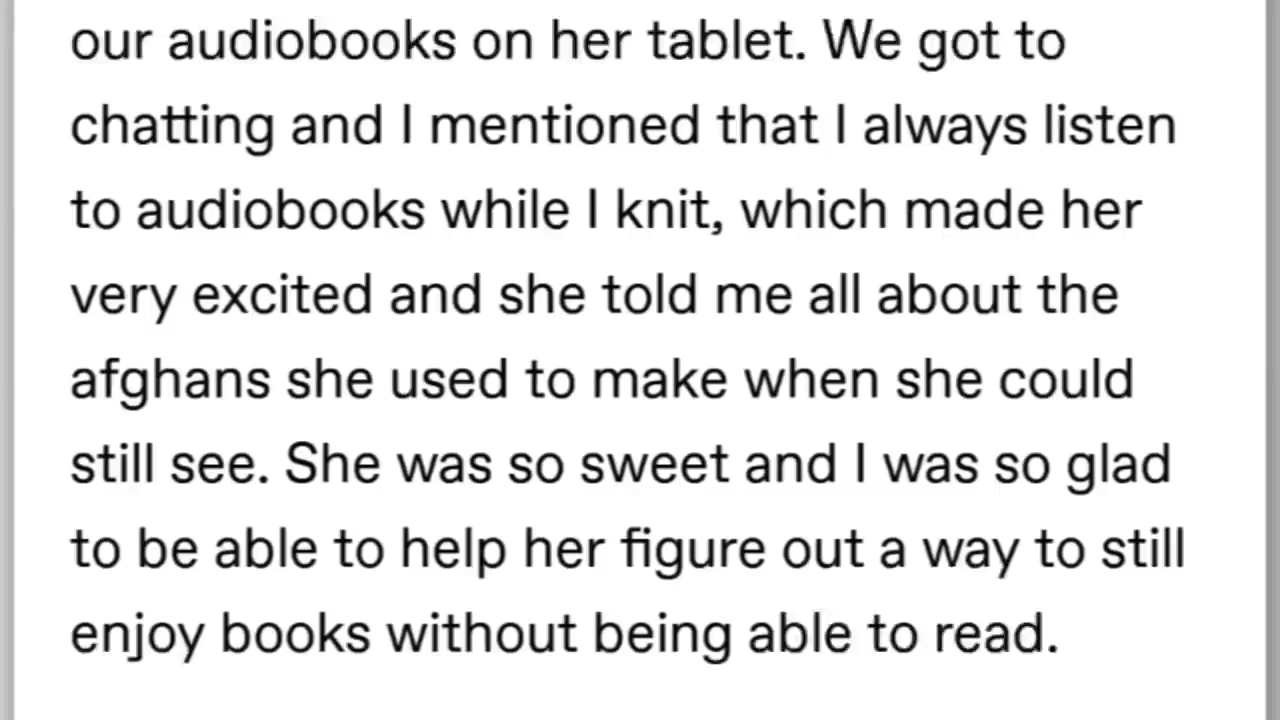 our audiobooks on her tablet. We got to
chatting and I mentioned that I always listen
to audiobooks while I knit, which made her
very excited and she told me all about the
afghans she used to make when she could
still see. She was so sweet and I was so glad
to be able to help her figure out a way to still
enjoy books without being able to read.